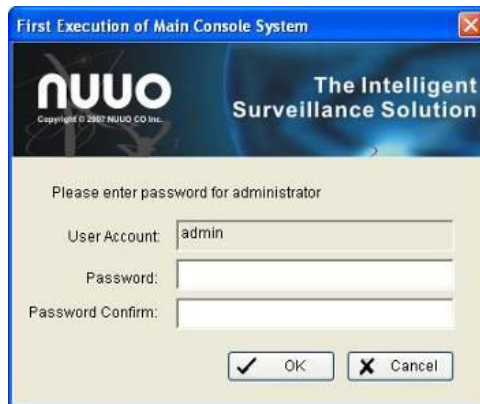 First Execution of Main Console System
nuuo
Copyright © 2007 NUUO CO Inc.
The Intelligent
Surveillance Solution
Please enter password for administrator
User Account: admin
Password:
Password Confirm:
OK Cancel